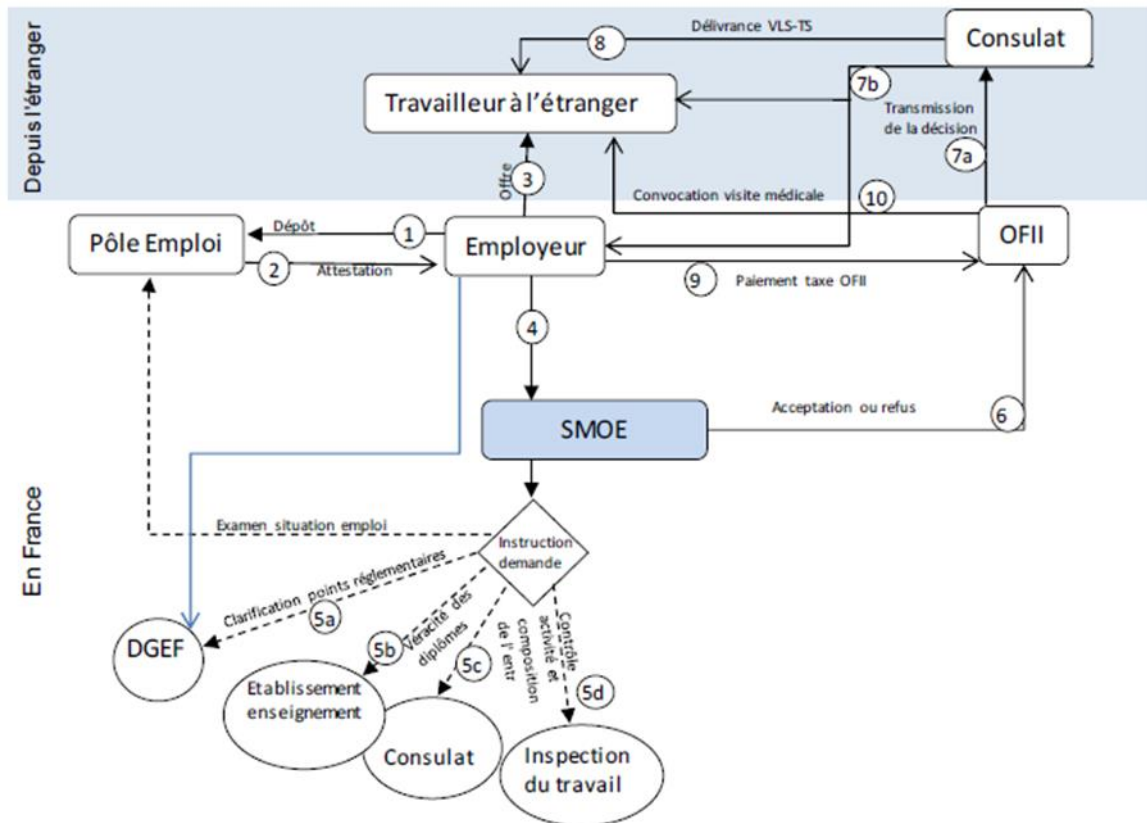 Depuis l'étranger
8
Délivrance VLS-TS
Consulat
Travailleur à l'étranger
7b
Transmission
de la décision
7a
Offre
3
Convocation visite médicale
10
Pôle Emploi
Dépôt
1
2
Attestation
Employeur
OFII
9
Paiement taxe OFII
4
SMOE
Acceptation ou refus
6
En France
Examen situation emploi
Instruction
demande
Clarification points réglementaires
5a
DGEF
Véracité des
diplômes
5b
5c
Contrôle
activité et
composition
de l' entr
5d
Etablissement
enseignement
Consulat
Inspection
du travail